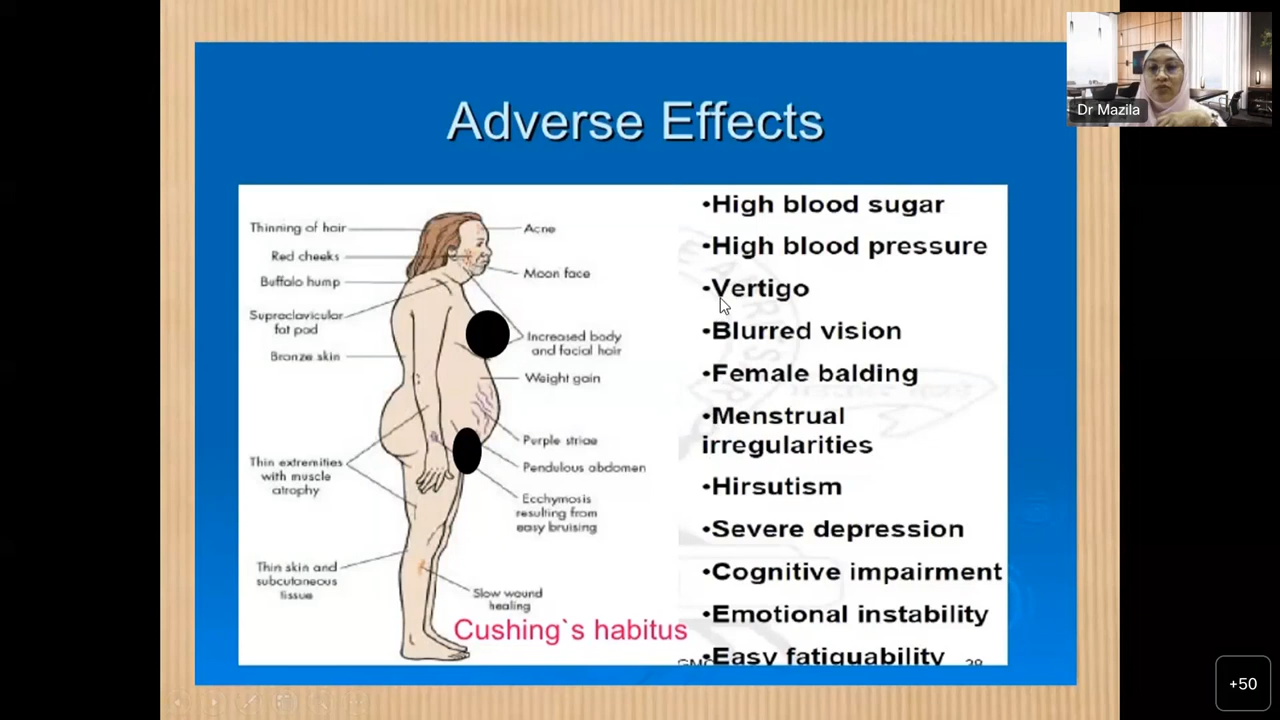 Dr Mazila
Adverse Effects
Thinning of hair
Red cheeks
Buffalo hump
Supraclavicular
fat pad
Bronze skin
Thin extremities
with muscle
atrophy
Thin skin and
subcutaneous
tissue
Acne
Moon face
Increased body
and facial hair
Weight gain
Purple striae
Pendulous abdomen
Ecchymosis
resulting from
easy bruising
Slow wound
healing
Cushing`s habitus
•High blood sugar
•High blood pressure
•Vertigo
•Blurred vision
•Female balding
•Menstrual
irregularities
•Hirsutism
•Severe depression
•Cognitive impairment
•Emotional instability
•Easy fatiguability
+50